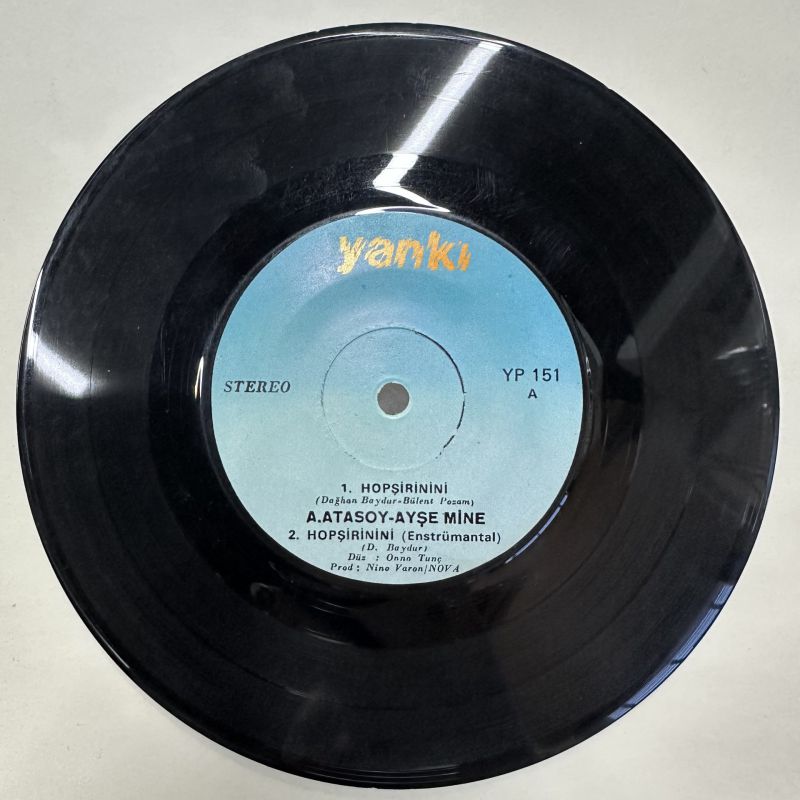 yankı
STEREO
YP 151
A
1. HOPŞİRİNİNİ
(Dağhan Baydur-Bülent Pozam)
A.ATASOY-AYŞE MİNE
2. HOPŞİRİNİNİ (Enstrümantal)
(D. Baydur)
Düz : Onno Tunç
Prod : Nino Varon/NOVA